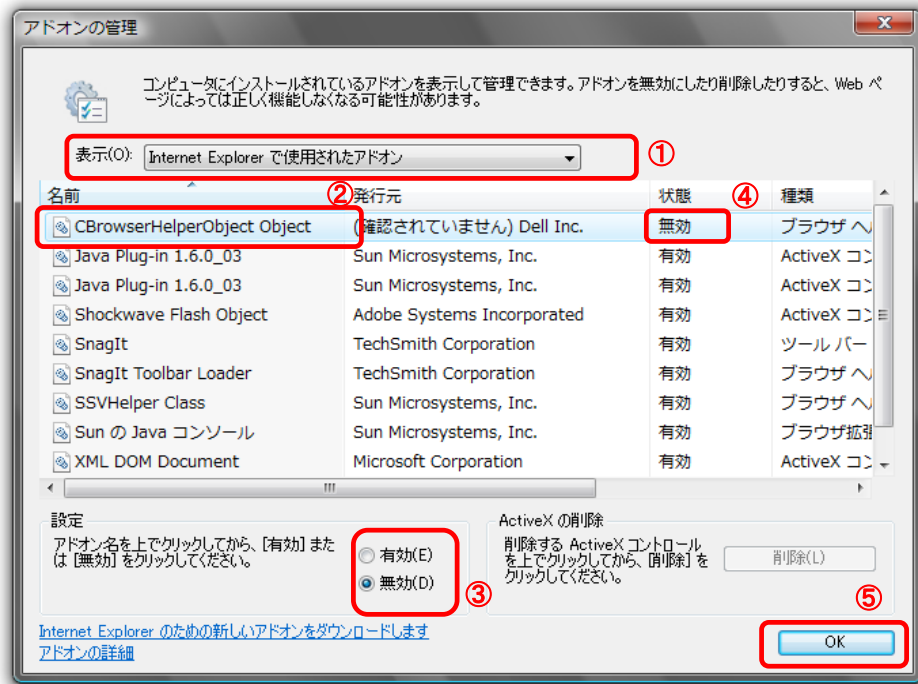 アドオンの管理
コンピュータにインストールされているアドオンを表示して管理できます。アドオンを無効にしたり削除したりすると、Web ペ
ージによっては正しく機能しなくなる可能性があります。
表示(O): Internet Explorer で使用されたアドオン ①
名前 ② 発行元 状態 ④ 種類
CBrowserHelperObject Object (確認されていません) Dell Inc. 無効 ブラウザ ヘ
Java Plug-in 1.6.0_03 Sun Microsystems, Inc. 有効 ActiveX コン
Java Plug-in 1.6.0_03 Sun Microsystems, Inc. 有効 ActiveX コン
Shockwave Flash Object Adobe Systems Incorporated 有効 ActiveX コン
SnagIt TechSmith Corporation 有効 ツール バー
SnagIt Toolbar Loader TechSmith Corporation 有効 ブラウザ ヘ
SSVHelper Class Sun Microsystems, Inc. 有効 ブラウザ ヘ
Sun の Java コンソール Sun Microsystems, Inc. 有効 ブラウザ拡張
XML DOM Document Microsoft Corporation 有効 ActiveX コン
設定
アドオン名を上でクリックしてから、[有効] また
は [無効] をクリックしてください。
有効(E)
無効(D) ③
ActiveX の削除
削除する ActiveX コントロール
を上でクリックしてから、[削除] を
クリックしてください。
削除(L)
⑤
Internet Explorer のための新しいアドオンをダウンロードします
アドオンの詳細
OK